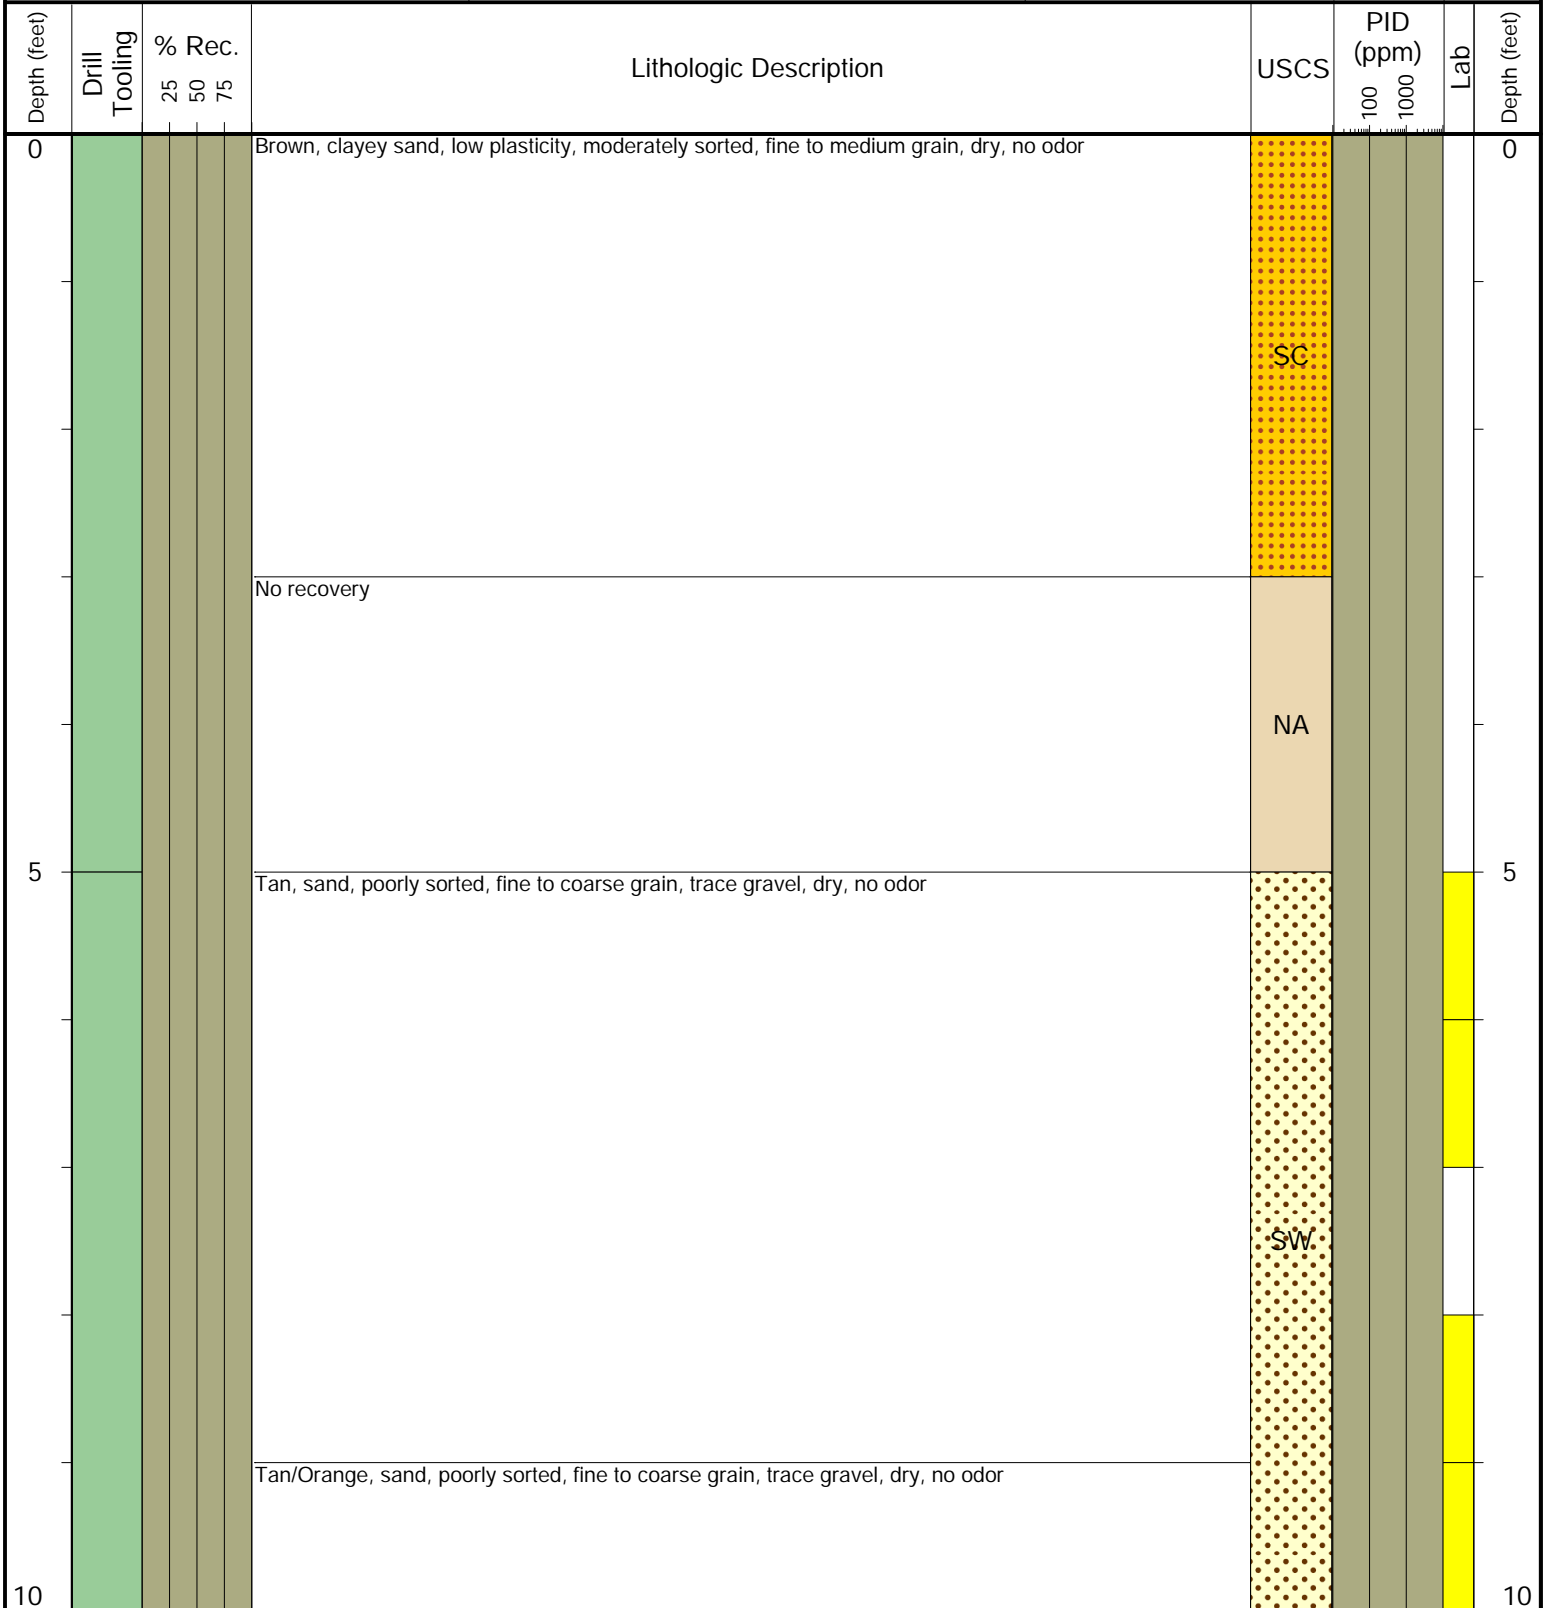 Depth (feet)
Drill Tooling
% Rec.
25 50 75
Lithologic Description
USCS
PID
(ppm)
100 1000
Lab
Depth (feet)
0
Brown, clayey sand, low plasticity, moderately sorted, fine to medium grain, dry, no odor
0
SC
No recovery
NA
5
Tan, sand, poorly sorted, fine to coarse grain, trace gravel, dry, no odor
5
SW
Tan/Orange, sand, poorly sorted, fine to coarse grain, trace gravel, dry, no odor
10
10